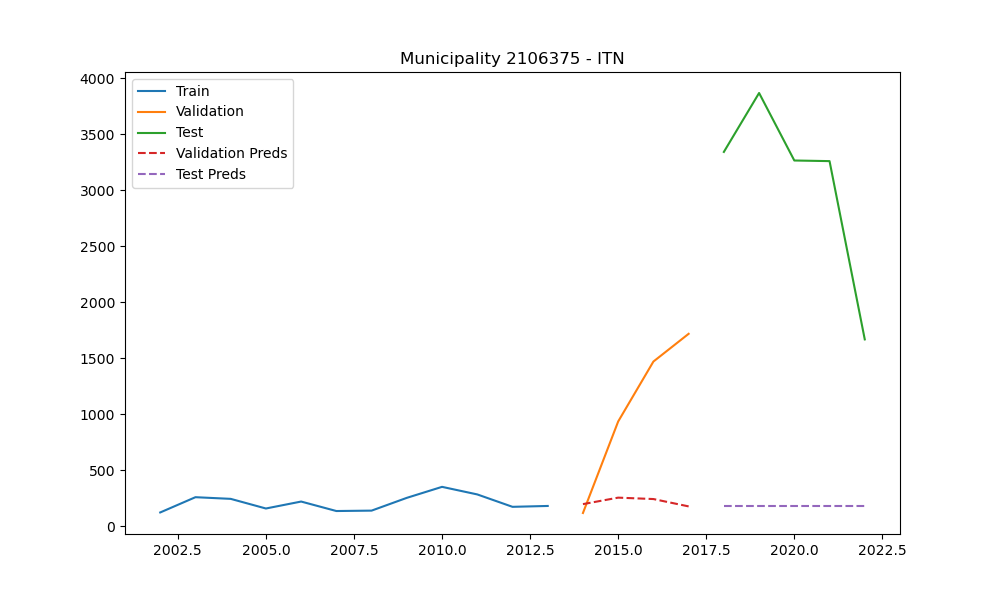 Municipality 2106375 - ITN
Train
Validation
Test
Validation Preds
Test Preds
4000
3500
3000
2500
2000
1500
1000
500
0
2002.5 2005.0 2007.5 2010.0 2012.5 2015.0 2017.5 2020.0 2022.5